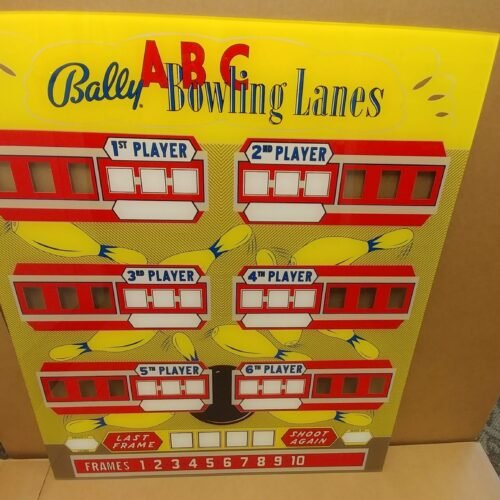 Bally ABC Bowling Lanes
1ST PLAYER 2ND PLAYER
3RD PLAYER 4TH PLAYER
5TH PLAYER 6TH PLAYER
LAST FRAME SHOOT AGAIN
FRAMES 1 2 3 4 5 6 7 8 9 10